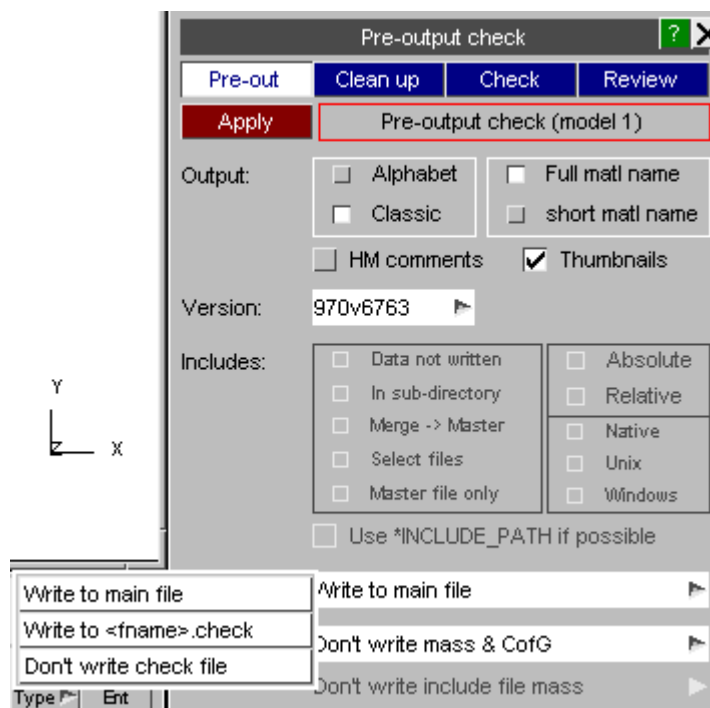 Pre-output check ? X
Pre-out Clean up Check Review
Apply Pre-output check (model 1)
Output: Alphabet Full matl name
Classic short matl name
HM comments Thumbnails
Version: 970v6763
Includes: Data not written Absolute
In sub-directory Relative
Merge -> Master Native
Select files Unix
Master file only Windows
Use *INCLUDE_PATH if possible
Y
Z X
Write to main file Write to main file
Write to <fname>.check Don't write mass & CofG
Don't write check file Don't write include file mass
Type Ent